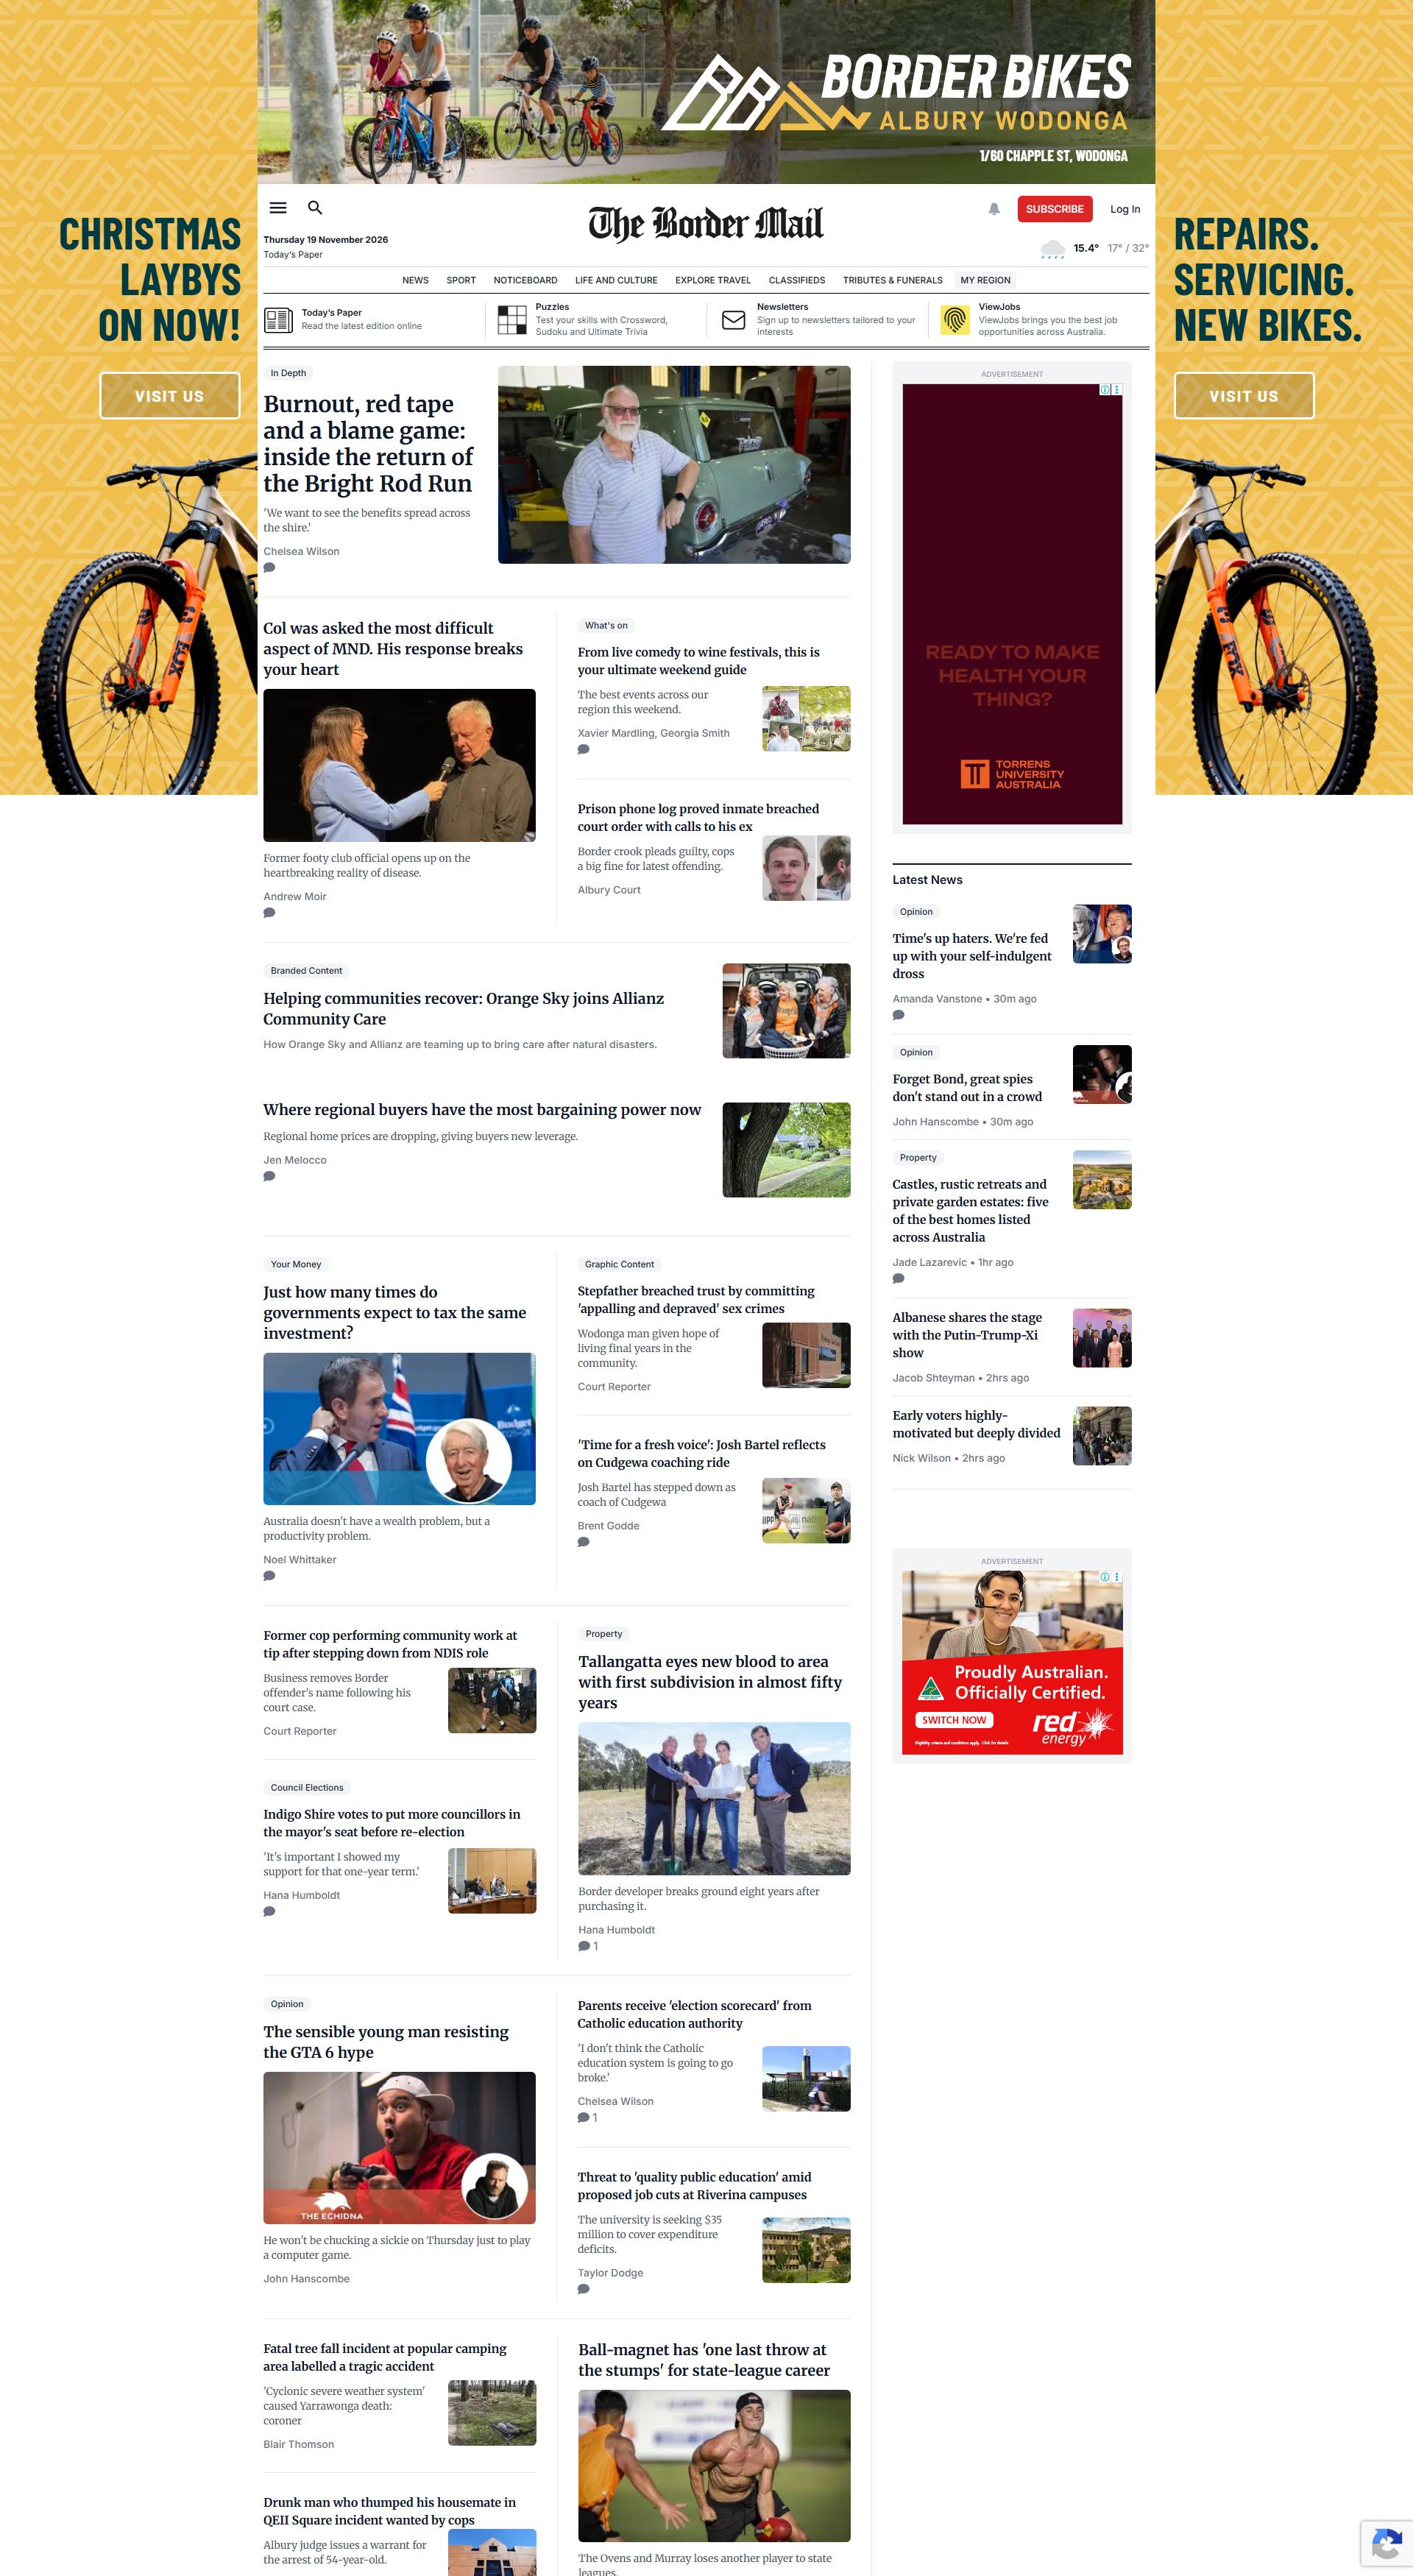 BORDER BIKES
ALBURY WODONGA
1/60 CHAPPLE ST, WODONGA
CHRISTMAS
LAYBYS
ON NOW!
VISIT US
REPAIRS.
SERVICING.
NEW BIKES.
VISIT US
The Border Mail
SUBSCRIBE
Log In
Thursday 19 November 2026
Today's Paper
15.4° 17° / 32°
NEWS SPORT NOTICEBOARD LIFE AND CULTURE EXPLORE TRAVEL CLASSIFIEDS TRIBUTES & FUNERALS MY REGION
Today's Paper
Read the latest edition online
Puzzles
Test your skills with Crossword,
Sudoku and Ultimate Trivia
Newsletters
Sign up to newsletters tailored to your
interests
ViewJobs
ViewJobs brings you the best job
opportunities across Australia.
In Depth
Burnout, red tape
and a blame game:
inside the return of
the Bright Rod Run
'We want to see the benefits spread across
the shire.'
Chelsea Wilson
Col was asked the most difficult
aspect of MND. His response breaks
your heart
Former footy club official opens up on the
heartbreaking reality of disease.
Andrew Moir
What's on
From live comedy to wine festivals, this is
your ultimate weekend guide
The best events across our
region this weekend.
Xavier Mardling, Georgia Smith
Prison phone log proved inmate breached
court order with calls to his ex
Border crook pleads guilty, cops
a big fine for latest offending.
Albury Court
Branded Content
Helping communities recover: Orange Sky joins Allianz
Community Care
How Orange Sky and Allianz are teaming up to bring care after natural disasters.
Where regional buyers have the most bargaining power now
Regional home prices are dropping, giving buyers new leverage.
Jen Melocco
Your Money
Just how many times do
governments expect to tax the same
investment?
Budget
Australia doesn't have a wealth problem, but a
productivity problem.
Noel Whittaker
Graphic Content
Stepfather breached trust by committing
'appalling and depraved' sex crimes
Wodonga man given hope of
living final years in the
community.
Court Reporter
'Time for a fresh voice': Josh Bartel reflects
on Cudgewa coaching ride
Josh Bartel has stepped down as
coach of Cudgewa
Brent Godde
Former cop performing community work at
tip after stepping down from NDIS role
Business removes Border
offender's name following his
court case.
Court Reporter
Council Elections
Indigo Shire votes to put more councillors in
the mayor's seat before re-election
'It's important I showed my
support for that one-year term.'
Hana Humboldt
Property
Tallangatta eyes new blood to area
with first subdivision in almost fifty
years
Border developer breaks ground eight years after
purchasing it.
Hana Humboldt
1
Opinion
The sensible young man resisting
the GTA 6 hype
THE ECHIDNA
He won't be chucking a sickie on Thursday just to play
a computer game.
John Hanscombe
Parents receive 'election scorecard' from
Catholic education authority
'I don't think the Catholic
education system is going to go
broke.'
Chelsea Wilson
1
Threat to 'quality public education' amid
proposed job cuts at Riverina campuses
The university is seeking $35
million to cover expenditure
deficits.
Taylor Dodge
Fatal tree fall incident at popular camping
area labelled a tragic accident
'Cyclonic severe weather system'
caused Yarrawonga death:
coroner
Blair Thomson
Drunk man who thumped his housemate in
QEII Square incident wanted by cops
Albury judge issues a warrant for
the arrest of 54-year-old.
Ball-magnet has 'one last throw at
the stumps' for state-league career
The Ovens and Murray loses another player to state
leagues.
ADVERTISEMENT
READY TO MAKE
HEALTH YOUR
THING?
TORRENS
UNIVERSITY
AUSTRALIA
Latest News
Opinion
Time's up haters. We're fed
up with your self-indulgent
dross
Amanda Vanstone • 30m ago
Opinion
Forget Bond, great spies
don't stand out in a crowd
John Hanscombe • 30m ago
Property
Castles, rustic retreats and
private garden estates: five
of the best homes listed
across Australia
Jade Lazarevic • 1hr ago
Albanese shares the stage
with the Putin-Trump-Xi
show
Jacob Shteyman • 2hrs ago
Early voters highly-
motivated but deeply divided
Nick Wilson • 2hrs ago
ADVERTISEMENT
Proudly Australian.
Officially Certified.
SWITCH NOW
red
energy
Eligibility criteria and conditions apply. Click for details.